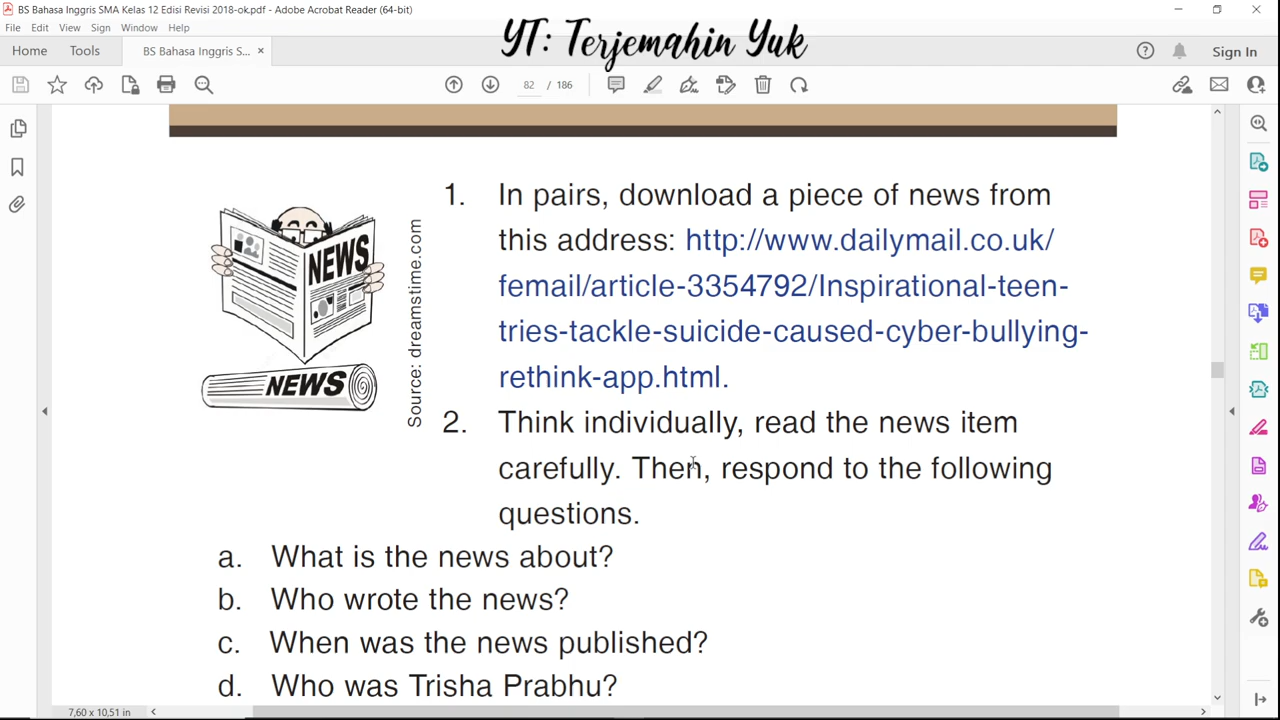 BS Bahasa Inggris SMA Kelas 12 Edisi Revisi 2018-ok.pdf - Adobe Acrobat Reader (64-bit)
YT: Terjemahin Yuk
File Edit View Sign Window Help
Home Tools BS Bahasa Inggris S... × Sign In
82 / 186
NEWS
NEWS
Source: dreamstime.com
1. In pairs, download a piece of news from
this address: http://www.dailymail.co.uk/
femail/article-3354792/Inspirational-teen-
tries-tackle-suicide-caused-cyber-bullying-
rethink-app.html.
2. Think individually, read the news item
carefully. Then, respond to the following
questions.
a. What is the news about?
b. Who wrote the news?
c. When was the news published?
d. Who was Trisha Prabhu?
7,60 x 10,51 in